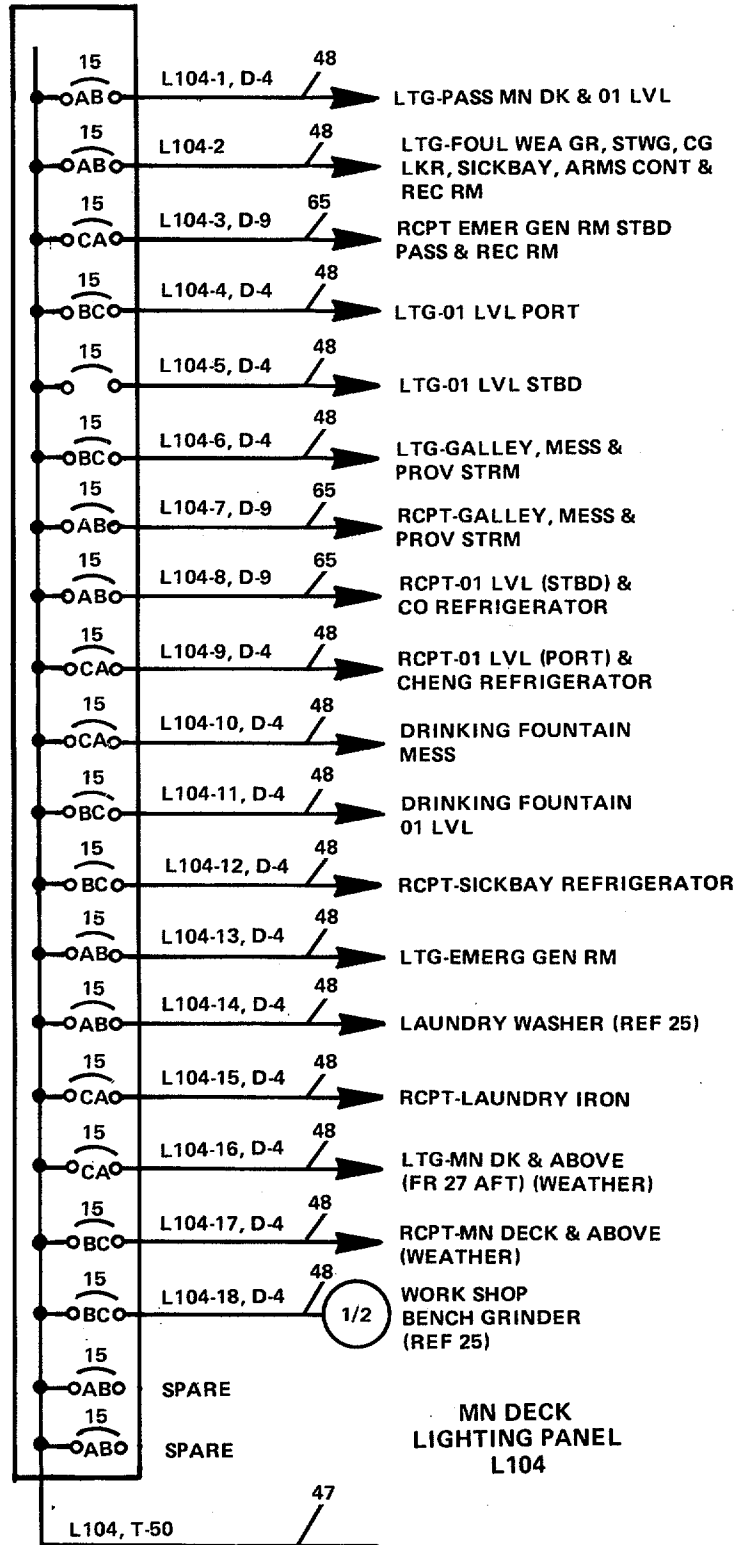 15
L104-1, D-4
48
AB
LTG-PASS MN DK & 01 LVL
15
L104-2
48
AB
LTG-FOUL WEA GR, STWG, CG
LKR, SICKBAY, ARMS CONT &
REC RM
15
L104-3, D-9
65
CA
RCPT EMER GEN RM STBD
PASS & REC RM
15
L104-4, D-4
48
BC
LTG-01 LVL PORT
15
L104-5, D-4
48
LTG-01 LVL STBD
15
L104-6, D-4
48
BC
LTG-GALLEY, MESS &
PROV STRM
15
L104-7, D-9
65
AB
RCPT-GALLEY, MESS &
PROV STRM
15
L104-8, D-9
65
AB
RCPT-01 LVL (STBD) &
CO REFRIGERATOR
15
L104-9, D-4
48
CA
RCPT-01 LVL (PORT) &
CHENG REFRIGERATOR
15
L104-10, D-4
48
CA
DRINKING FOUNTAIN
MESS
15
L104-11, D-4
48
BC
DRINKING FOUNTAIN
01 LVL
15
L104-12, D-4
48
BC
RCPT-SICKBAY REFRIGERATOR
15
L104-13, D-4
48
AB
LTG-EMERG GEN RM
15
L104-14, D-4
48
AB
LAUNDRY WASHER (REF 25)
15
L104-15, D-4
48
CA
RCPT-LAUNDRY IRON
15
L104-16, D-4
48
CA
LTG-MN DK & ABOVE
(FR 27 AFT) (WEATHER)
15
L104-17, D-4
48
BC
RCPT-MN DECK & ABOVE
(WEATHER)
15
L104-18, D-4
48
BC
1/2
WORK SHOP
BENCH GRINDER
(REF 25)
15
AB
SPARE
15
AB
SPARE
MN DECK
LIGHTING PANEL
L104
47
L104, T-50